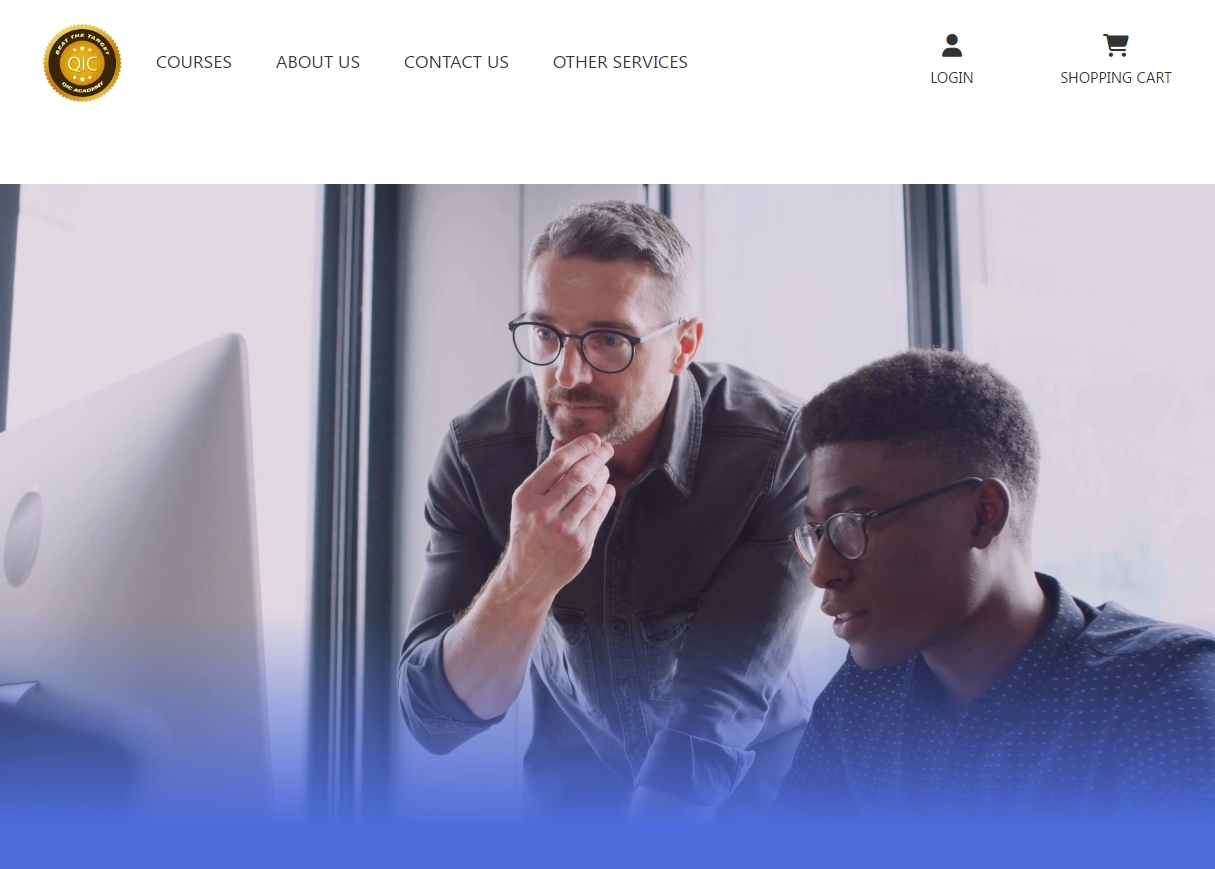 BEAT THE TARGET
QIC
QIC ACADEMY
COURSES
ABOUT US
CONTACT US
OTHER SERVICES
LOGIN
SHOPPING CART